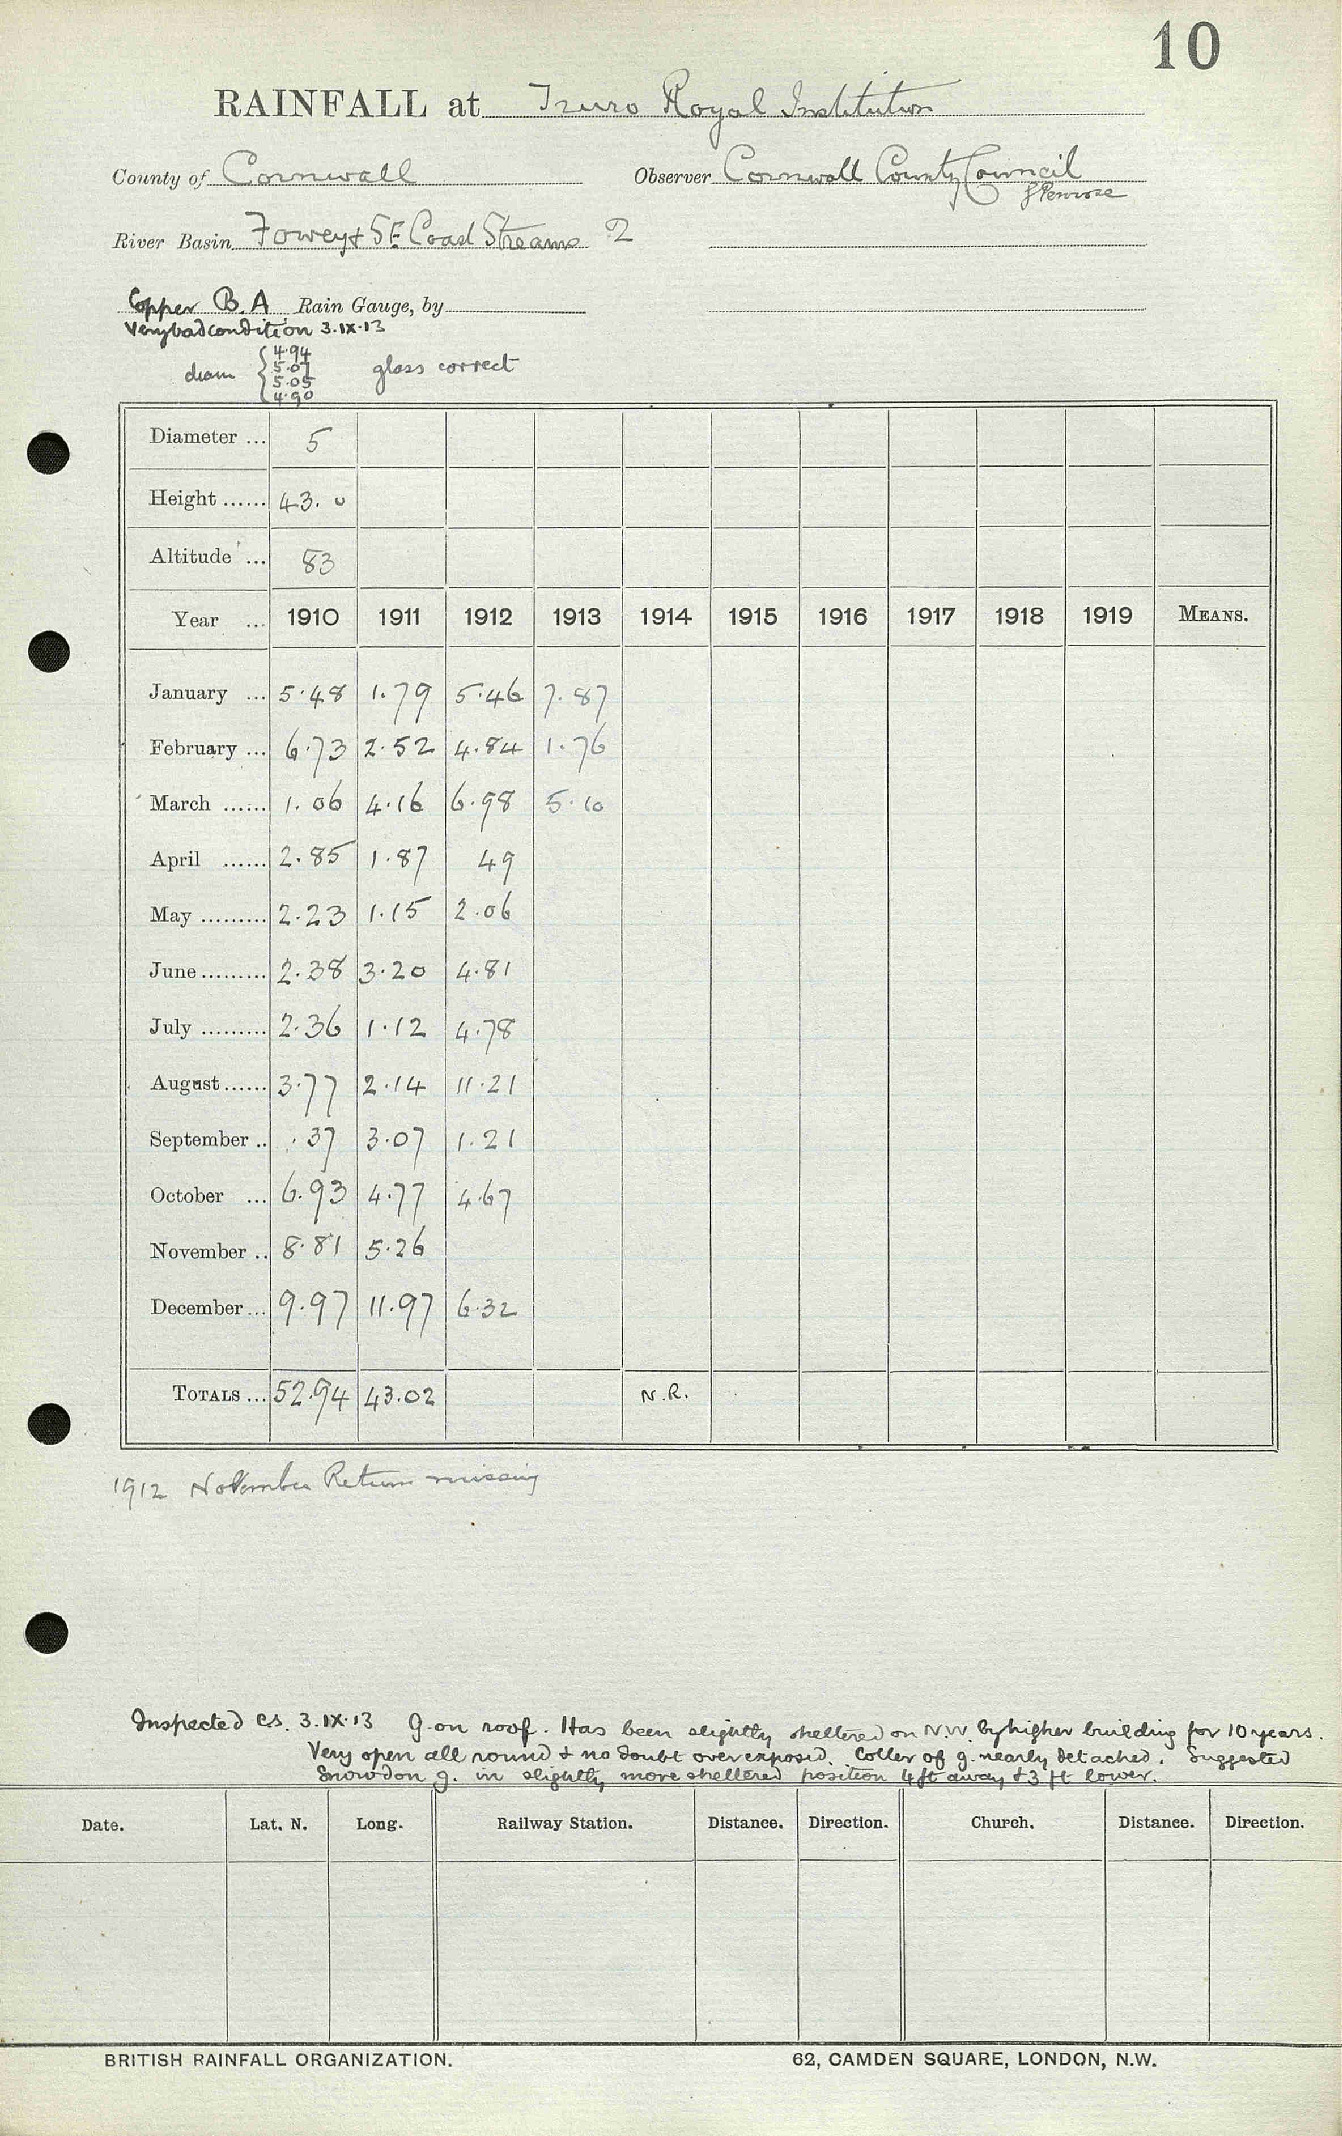 10
RAINFALL at Truro Royal Institution
County of Cornwall Observer Cornwall County Council
J Penrose
River Basin Fowey & SE Coast Streams 2
Copper B.A Rain Gauge, by
Very bad condition 3.IX.13
diam { 4.94 5.07 5.05 4.90 glass correct
Diameter ... 5
Height ...... 43. 0
Altitude ... 83
Year ... 1910 1911 1912 1913 1914 1915 1916 1917 1918 1919 MEANS.
January ... 5.48 1.79 5.46 7.87
February ... 6.73 2.52 4.84 1.76
March ...... 1.06 4.16 6.98 5.10
April ...... 2.85 1.87 49
May ......... 2.23 1.15 2.06
June ......... 2.38 3.20 4.81
July ......... 2.36 1.12 4.78
August ...... 3.77 2.14 11.21
September .. .37 3.07 1.21
October ... 6.93 4.77 4.67
November .. 8.81 5.26
December ... 9.97 11.97 6.32
TOTALS ... 52.94 43.02 N.R.
1912 November Return missing
Inspected C.S. 3.IX.13 g. on roof. Has been slightly sheltered on N.W. by higher building for 10 years.
Very open all round & no doubt over exposed. Coller of g. nearly detached. Suggested
Snowdon g. in slightly more sheltered position 4ft away & 3 ft lower.
Date. Lat. N. Long. Railway Station. Distance. Direction. Church. Distance. Direction.
BRITISH RAINFALL ORGANIZATION. 62, CAMDEN SQUARE, LONDON, N.W.